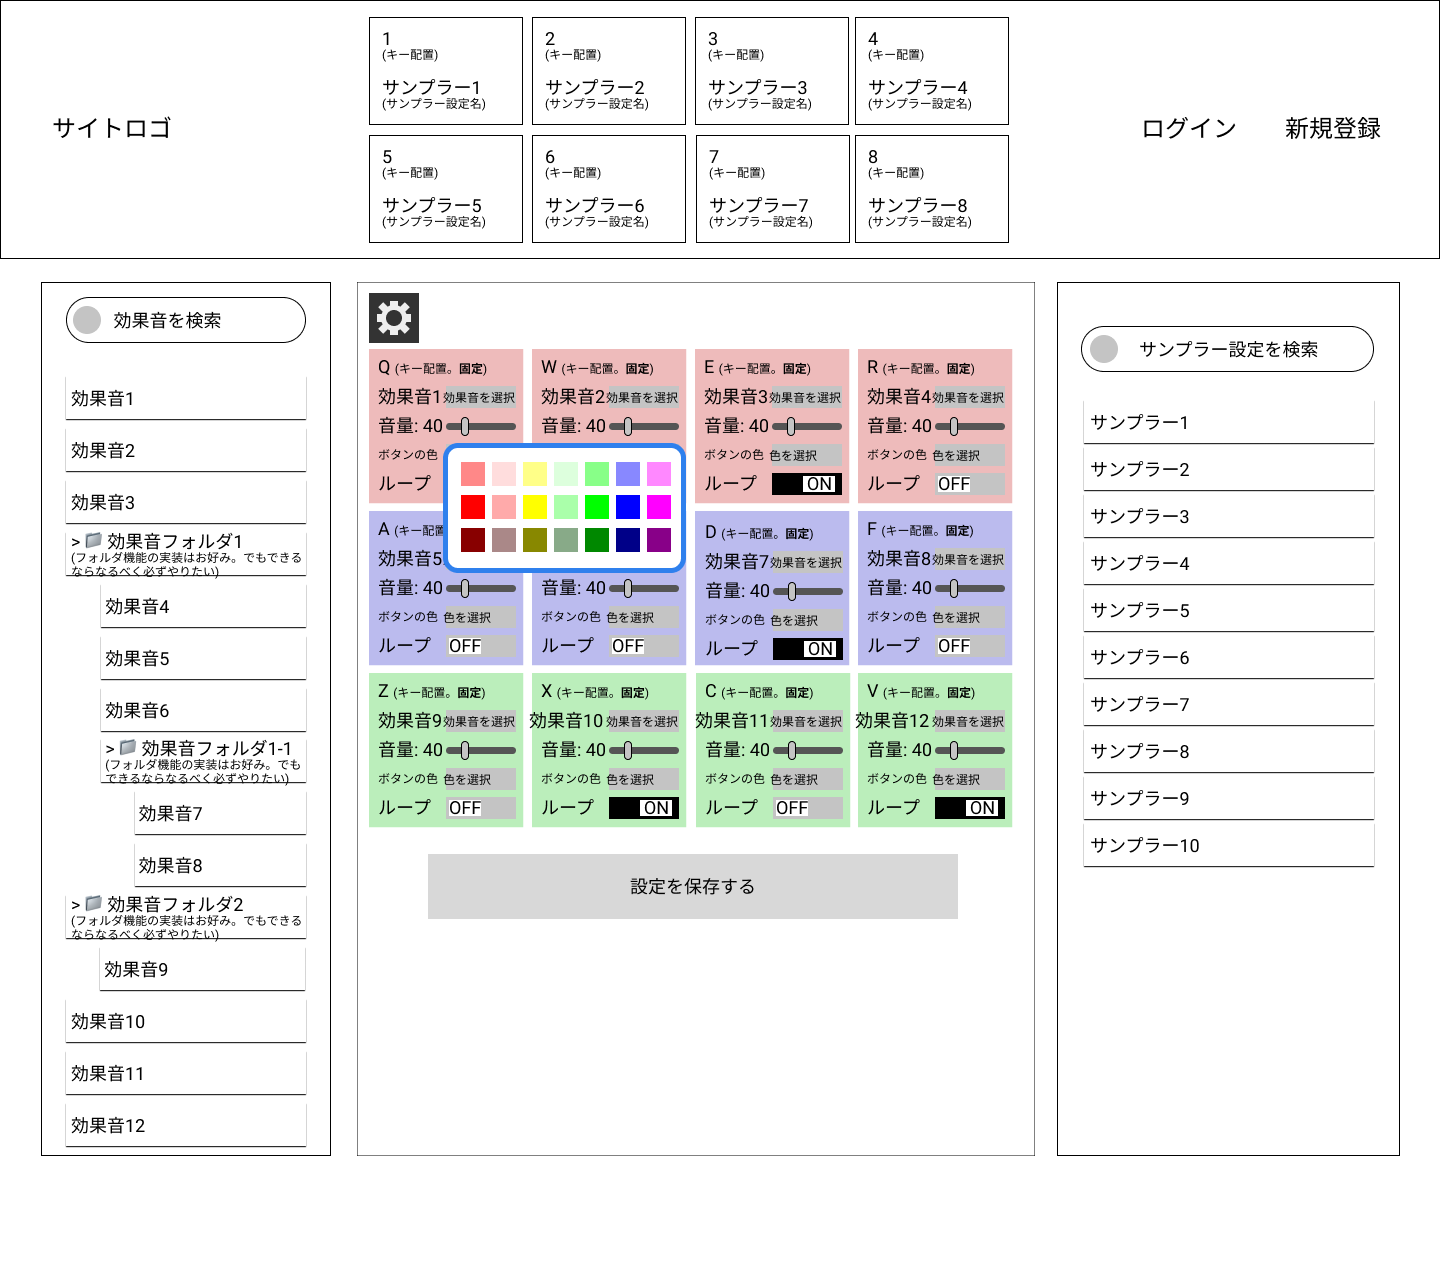 サイトロゴ
1
(キー配置)
サンプラー1
(サンプラー設定名)
2
(キー配置)
サンプラー2
(サンプラー設定名)
3
(キー配置)
サンプラー3
(サンプラー設定名)
4
(キー配置)
サンプラー4
(サンプラー設定名)
5
(キー配置)
サンプラー5
(サンプラー設定名)
6
(キー配置)
サンプラー6
(サンプラー設定名)
7
(キー配置)
サンプラー7
(サンプラー設定名)
8
(キー配置)
サンプラー8
(サンプラー設定名)
ログイン
新規登録
効果音を検索
効果音1
効果音2
効果音3
> 効果音フォルダ1
(フォルダ機能の実装はお好み。でもできる
ならなるべく必ずやりたい)
効果音4
効果音5
効果音6
> 効果音フォルダ1-1
(フォルダ機能の実装はお好み。でも
できるならなるべく必ずやりたい)
効果音7
効果音8
> 効果音フォルダ2
(フォルダ機能の実装はお好み。でもできる
ならなるべく必ずやりたい)
効果音9
効果音10
効果音11
効果音12
Q (キー配置。固定)
効果音1 効果音を選択
音量: 40
ボタンの色
ループ
W (キー配置。固定)
効果音2 効果音を選択
音量: 40
E (キー配置。固定)
効果音3 効果音を選択
音量: 40
ボタンの色 色を選択
ループ ON
R (キー配置。固定)
効果音4 効果音を選択
音量: 40
ボタンの色 色を選択
ループ OFF
A (キー配置
効果音5
音量: 40
ボタンの色 色を選択
ループ OFF
音量: 40
ボタンの色 色を選択
ループ OFF
D (キー配置。固定)
効果音7 効果音を選択
音量: 40
ボタンの色 色を選択
ループ ON
F (キー配置。固定)
効果音8 効果音を選択
音量: 40
ボタンの色 色を選択
ループ OFF
Z (キー配置。固定)
効果音9 効果音を選択
音量: 40
ボタンの色 色を選択
ループ OFF
X (キー配置。固定)
効果音10 効果音を選択
音量: 40
ボタンの色 色を選択
ループ ON
C (キー配置。固定)
効果音11 効果音を選択
音量: 40
ボタンの色 色を選択
ループ OFF
V (キー配置。固定)
効果音12 効果音を選択
音量: 40
ボタンの色 色を選択
ループ ON
設定を保存する
サンプラー設定を検索
サンプラー1
サンプラー2
サンプラー3
サンプラー4
サンプラー5
サンプラー6
サンプラー7
サンプラー8
サンプラー9
サンプラー10